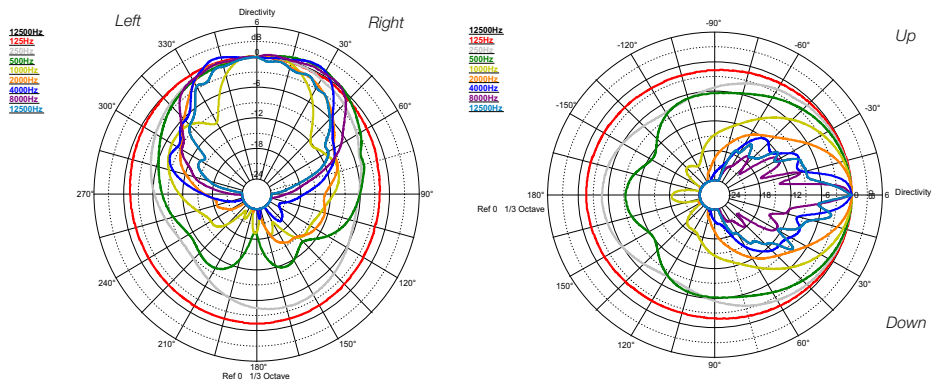 Left
Right
Directivity
6
dB
0
-6
-12
-18
-24
330°
30°
300°
60°
270°
90°
240°
120°
210°
150°
180°
Ref 0 1/3 Octave
12500Hz
125Hz
250Hz
500Hz
1000Hz
2000Hz
4000Hz
8000Hz
12500Hz
Up
Down
-90°
-120°
-60°
-150°
-30°
180°
Directivity
Ref 0 1/3 Octave
-24
-18
-12
-6
0
dB
6
150°
30°
120°
60°
90°
12500Hz
125Hz
250Hz
500Hz
1000Hz
2000Hz
4000Hz
8000Hz
12500Hz